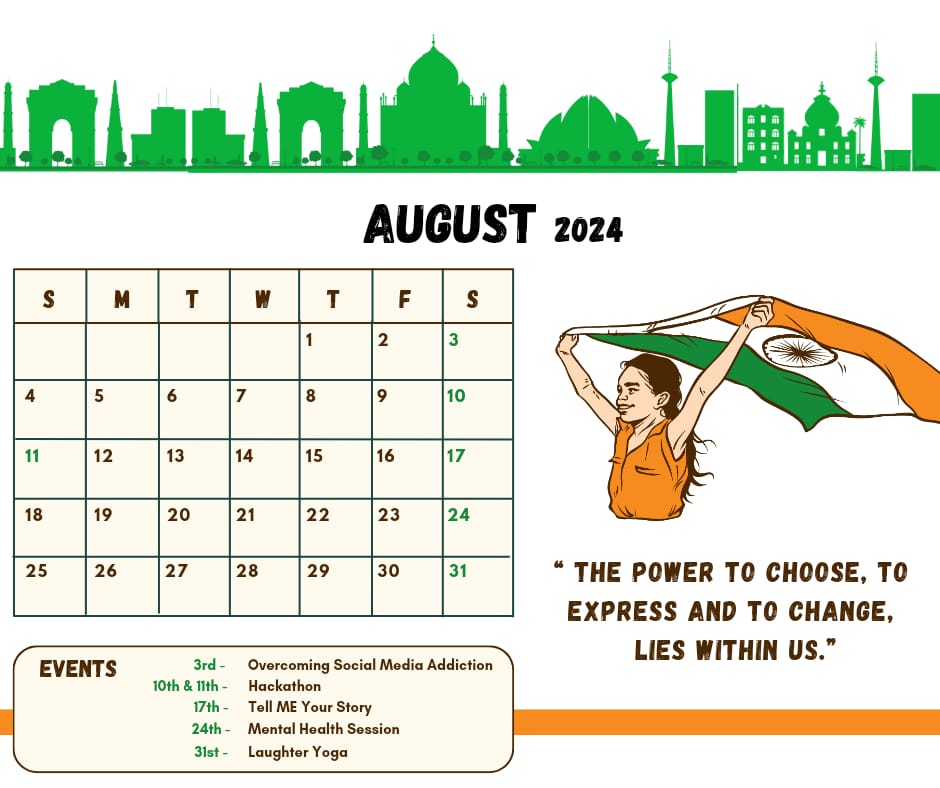 AUGUST 2024
S M T W T F S
1 2 3
4 5 6 7 8 9 10
11 12 13 14 15 16 17
18 19 20 21 22 23 24
25 26 27 28 29 30 31
“ THE POWER TO CHOOSE, TO
EXPRESS AND TO CHANGE,
LIES WITHIN US.”
EVENTS
3rd - Overcoming Social Media Addiction
10th & 11th - Hackathon
17th - Tell ME Your Story
24th - Mental Health Session
31st - Laughter Yoga